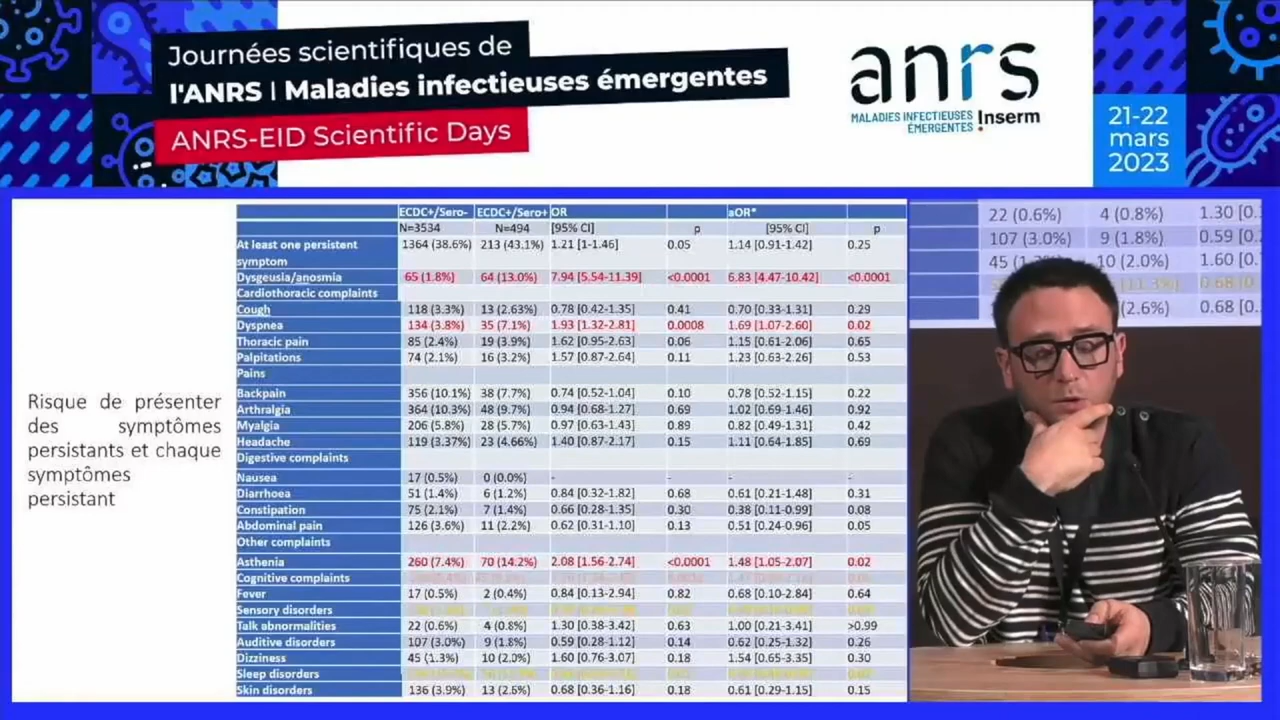 Journées scientifiques de
l'ANRS | Maladies infectieuses émergentes
ANRS-EID Scientific Days
anrs
MALADIES INFECTIEUSES
ÉMERGENTES Inserm
21-22
mars
2023
Risque de présenter
des symptômes
persistants et chaque
symptômes
persistant
ECDC+/Sero- ECDC+/Sero+ OR aOR*
N=3534 N=494 [95% CI] p [95% CI] p
At least one persistent 1364 (38.6%) 213 (43.1%) 1.21 [1-1.46] 0.05 1.14 [0.91-1.42] 0.25
symptom
Dysgeusia/anosmia 65 (1.8%) 64 (13.0%) 7.94 [5.54-11.39] <0.0001 6.83 [4.47-10.42] <0.0001
Cardiothoracic complaints
Cough 118 (3.3%) 13 (2.63%) 0.78 [0.42-1.35] 0.41 0.70 [0.33-1.31] 0.29
Dyspnea 134 (3.8%) 35 (7.1%) 1.93 [1.32-2.81] 0.0008 1.69 [1.07-2.60] 0.02
Thoracic pain 85 (2.4%) 19 (3.9%) 1.62 [0.95-2.63] 0.06 1.15 [0.61-2.06] 0.65
Palpitations 74 (2.1%) 16 (3.2%) 1.57 [0.87-2.64] 0.11 1.23 [0.63-2.26] 0.53
Pains
Backpain 356 (10.1%) 38 (7.7%) 0.74 [0.52-1.04] 0.10 0.78 [0.52-1.15] 0.22
Arthralgia 364 (10.3%) 48 (9.7%) 0.94 [0.68-1.27] 0.69 1.02 [0.69-1.46] 0.92
Myalgia 206 (5.8%) 28 (5.7%) 0.97 [0.63-1.43] 0.89 0.82 [0.49-1.31] 0.42
Headache 119 (3.37%) 23 (4.66%) 1.40 [0.87-2.17] 0.15 1.11 [0.64-1.85] 0.69
Digestive complaints
Nausea 17 (0.5%) 0 (0.0%) - - - -
Diarrhoea 51 (1.4%) 6 (1.2%) 0.84 [0.32-1.82] 0.68 0.61 [0.21-1.48] 0.31
Constipation 75 (2.1%) 7 (1.4%) 0.66 [0.28-1.35] 0.30 0.38 [0.11-0.99] 0.08
Abdominal pain 126 (3.6%) 11 (2.2%) 0.62 [0.31-1.10] 0.13 0.51 [0.24-0.96] 0.05
Other complaints
Asthenia 260 (7.4%) 70 (14.2%) 2.08 [1.56-2.74] <0.0001 1.48 [1.05-2.07] 0.02
Cognitive complaints
Fever 17 (0.5%) 2 (0.4%) 0.84 [0.13-2.94] 0.82 0.68 [0.10-2.84] 0.64
Sensory disorders
Talk abnormalities 22 (0.6%) 4 (0.8%) 1.30 [0.38-3.42] 0.63 1.00 [0.21-3.41] >0.99
Auditive disorders 107 (3.0%) 9 (1.8%) 0.59 [0.28-1.12] 0.14 0.62 [0.25-1.32] 0.26
Dizziness 45 (1.3%) 10 (2.0%) 1.60 [0.76-3.07] 0.18 1.54 [0.65-3.35] 0.30
Sleep disorders
Skin disorders 136 (3.9%) 13 (2.6%) 0.68 [0.36-1.16] 0.18 0.61 [0.29-1.15] 0.15
22 (0.6%) 4 (0.8%) 1.30 [0.
107 (3.0%) 9 (1.8%) 0.59 [0.
45 10 (2.0%) 1.60 [0.
0.68 [0.
(2.6%) 0.68 [0.